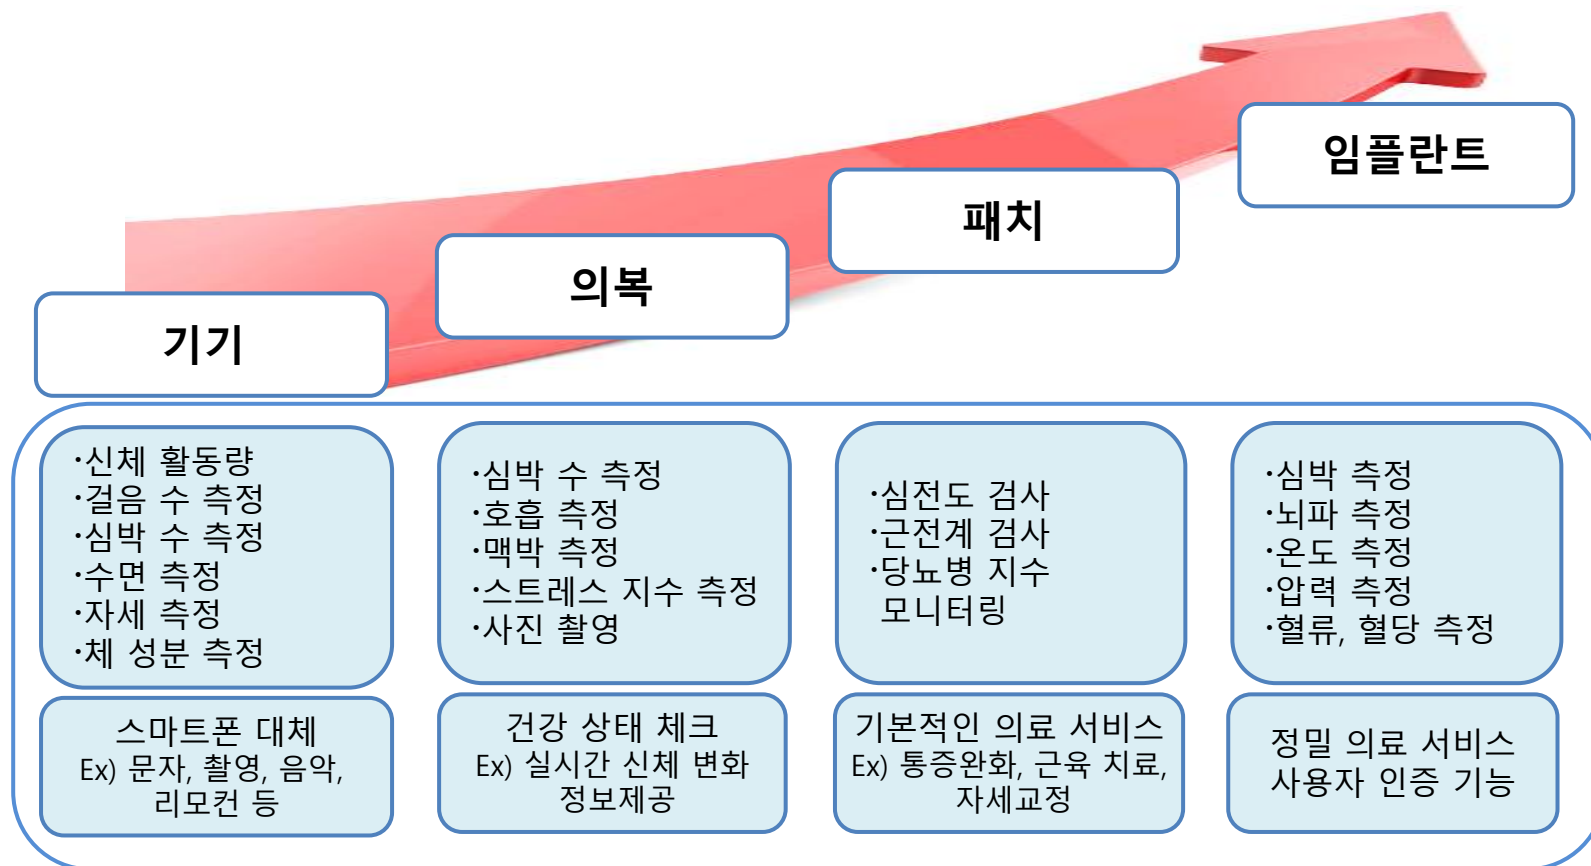 임플란트
패치
의복
기기
·신체 활동량
·걸음 수 측정
·심박 수 측정
·수면 측정
·자세 측정
·체 성분 측정
·심박 수 측정
·호흡 측정
·맥박 측정
·스트레스 지수 측정
·사진 촬영
·심전도 검사
·근전계 검사
·당뇨병 지수
모니터링
·심박 측정
·뇌파 측정
·온도 측정
·압력 측정
·혈류, 혈당 측정
스마트폰 대체
Ex) 문자, 촬영, 음악,
리모컨 등
건강 상태 체크
Ex) 실시간 신체 변화
정보제공
기본적인 의료 서비스
Ex) 통증완화, 근육 치료,
자세교정
정밀 의료 서비스
사용자 인증 기능